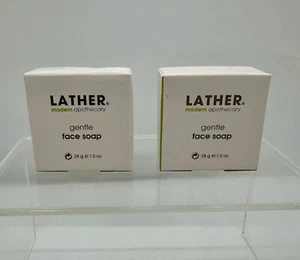 LATHER®
modern apothecary
gentle
face soap
28 g ℮ 1.0 oz
LATHER®
modern apothecary
gentle
face soap
28 g ℮ 1.0 oz